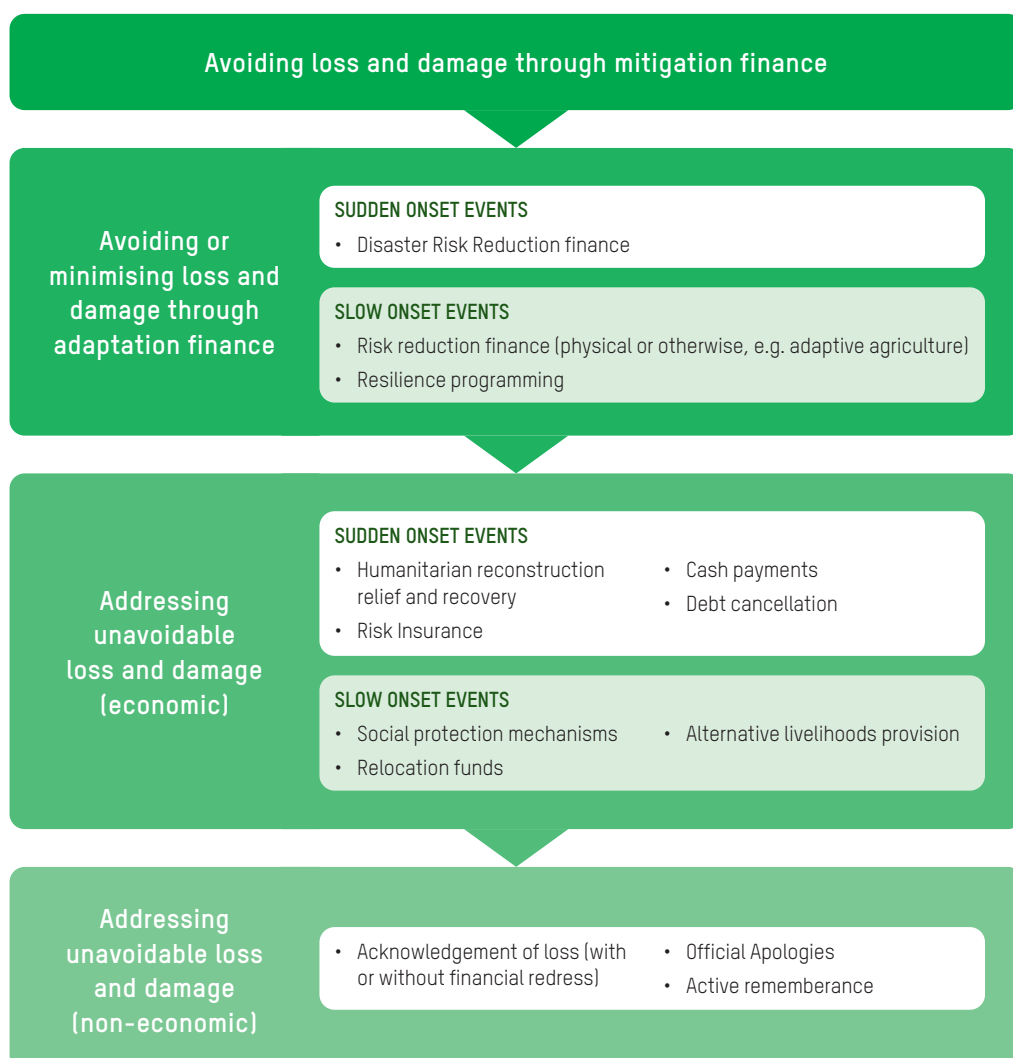 Avoiding loss and damage through mitigation finance
Avoiding or
minimising loss and
damage through
adaptation finance
SUDDEN ONSET EVENTS
• Disaster Risk Reduction finance
SLOW ONSET EVENTS
• Risk reduction finance (physical or otherwise, e.g. adaptive agriculture)
• Resilience programming
Addressing
unavoidable
loss and damage
(economic)
SUDDEN ONSET EVENTS
• Humanitarian reconstruction
relief and recovery
• Risk Insurance
• Cash payments
• Debt cancellation
SLOW ONSET EVENTS
• Social protection mechanisms
• Relocation funds
• Alternative livelihoods provision
Addressing
unavoidable loss
and damage
(non-economic)
• Acknowledgement of loss (with
or without financial redress)
• Official Apologies
• Active rememberance